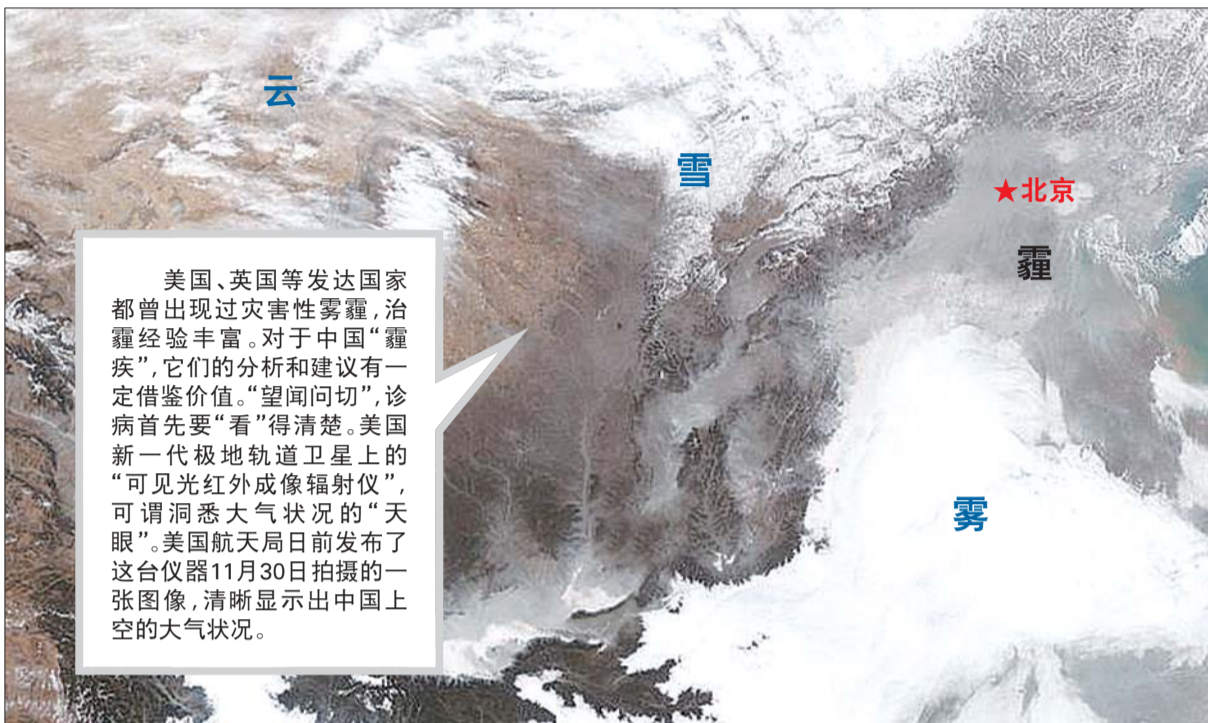 云
雪
★北京
霾
美国、英国等发达国家
都曾出现过灾害性雾霾，治
霾经验丰富。对于中国“霾
疾”，它们的分析和建议有一
定借鉴价值。“望闻问切”，诊
病首先要“看”得清楚。美国
新一代极地轨道卫星上的
“可见光红外成像辐射仪”，
可谓洞悉大气状况的“天
眼”。美国航天局日前发布了
这台仪器11月30日拍摄的一
张图像，清晰显示出中国上
空的大气状况。
雾